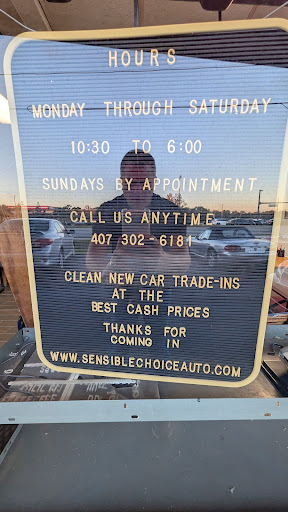 HOURS
MONDAY THROUGH SATURDAY
10:30 TO 6:00
SUNDAYS BY APPOINTMENT
CALL US ANYTIME
407 302-6181
CLEAN NEW CAR TRADE-INS
AT THE
BEST CASH PRICES
THANKS FOR
COMING IN
WWW.SENSIBLECHOICEAUTO.COM